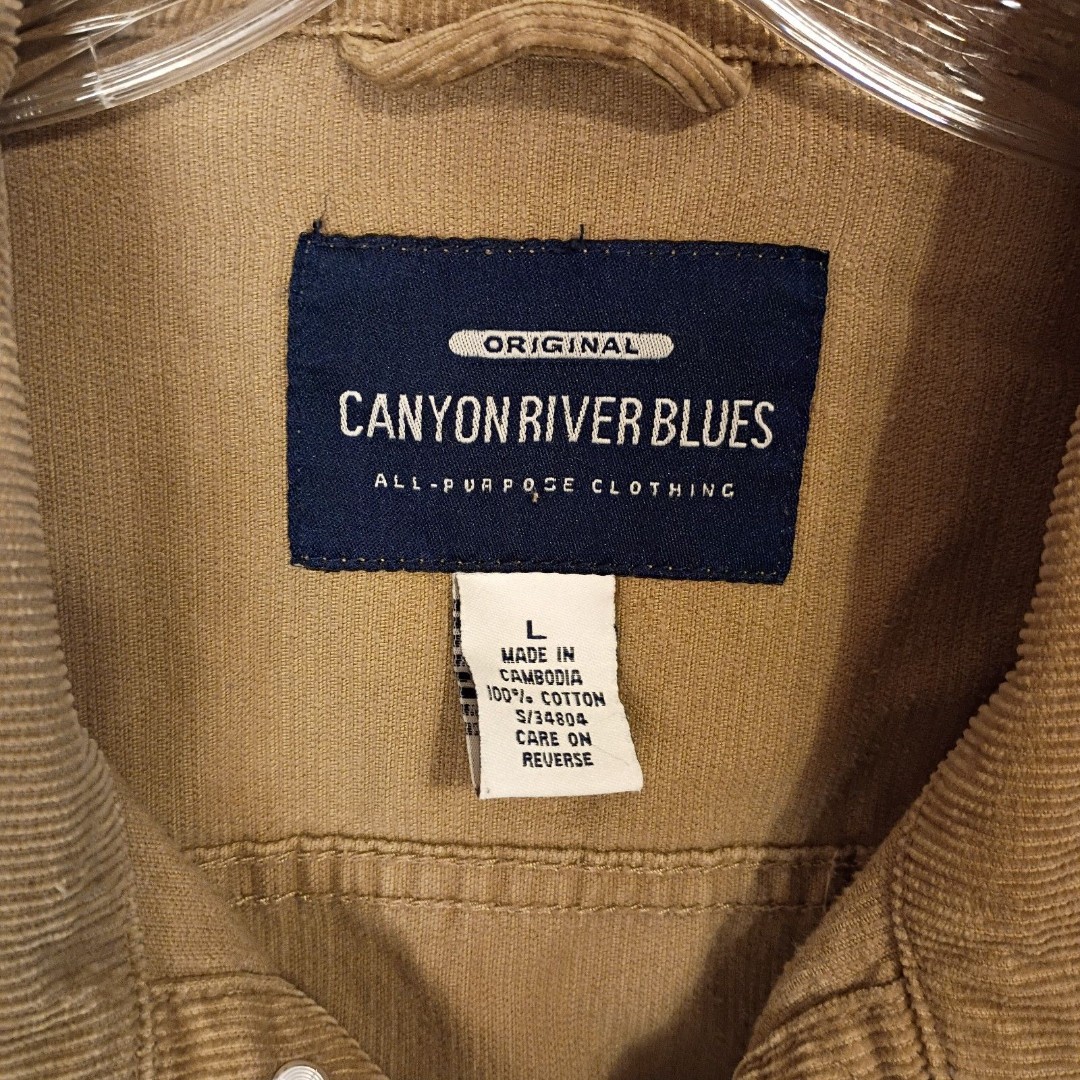 ORIGINAL
CANYON RIVER BLUES
ALL-PURPOSE CLOTHING
L
MADE IN
CAMBODIA
100% COTTON
S/34804
CARE ON
REVERSE